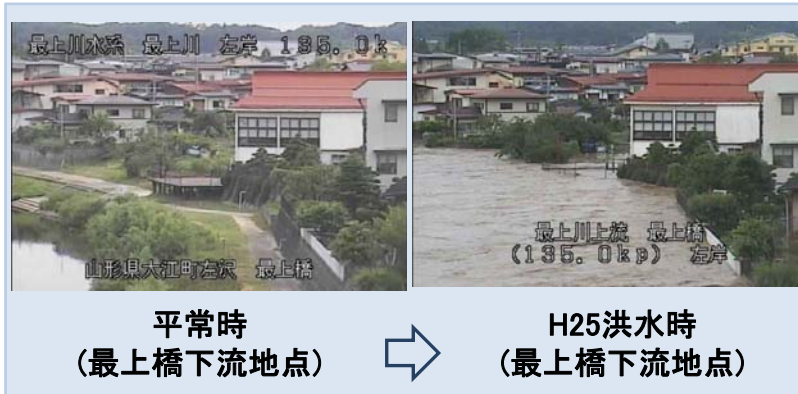 最上川水系 最上川 左岸 135.0k
山形県大江町左沢 最上橋
最上川上流 最上橋
(135.0kp) 左岸
平常時
(最上橋下流地点)
H25洪水時
(最上橋下流地点)